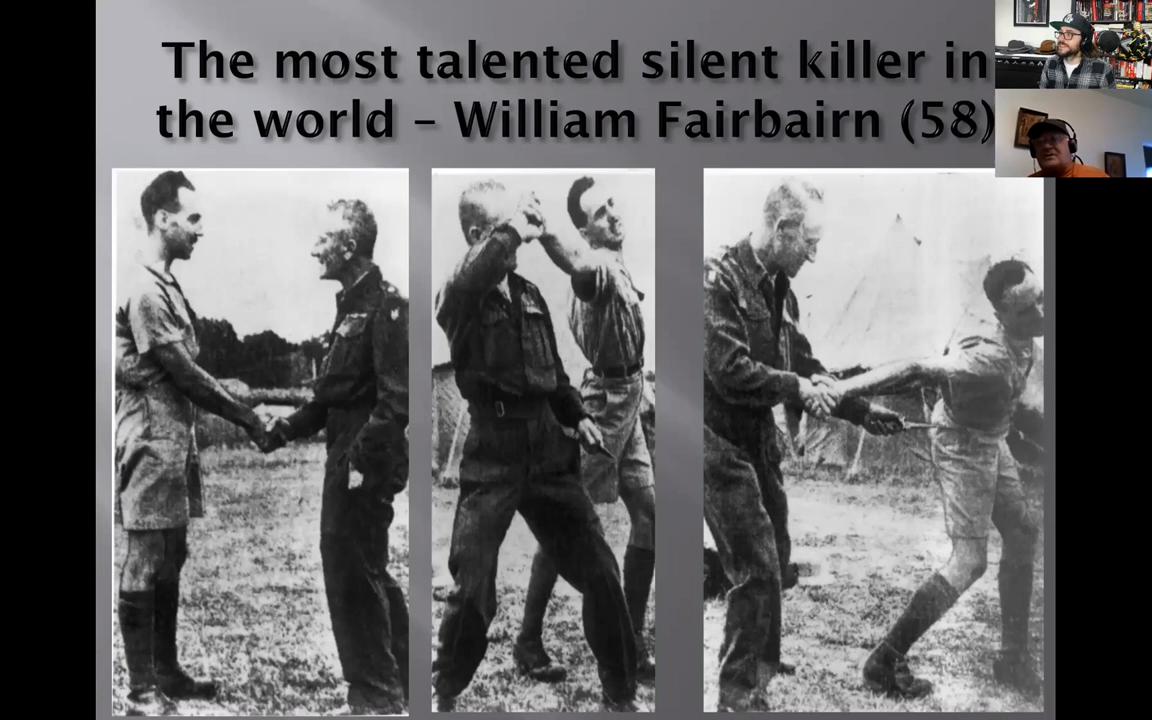 The most talented silent killer in
the world – William Fairbairn (58)